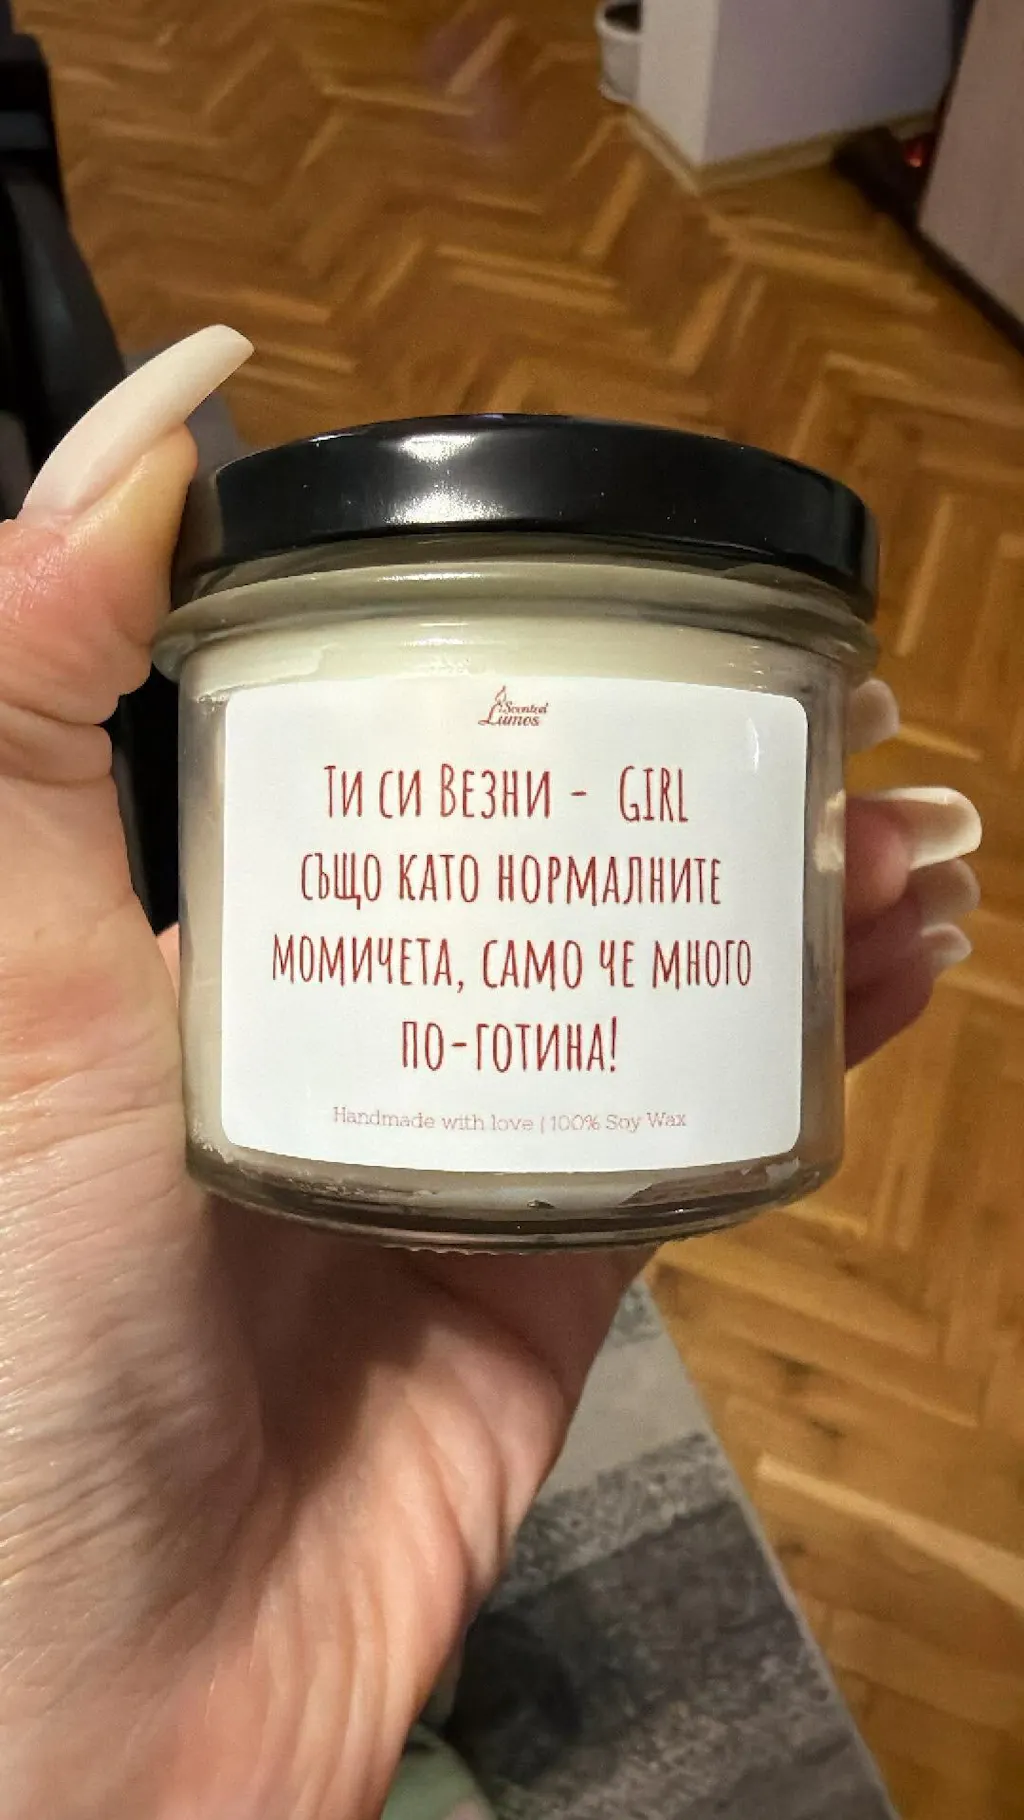 Scented
Lumos
Ти си Везни - GIRL
също като нормалните
момичета, само че много
по-готина!
Handmade with love | 100% Soy Wax